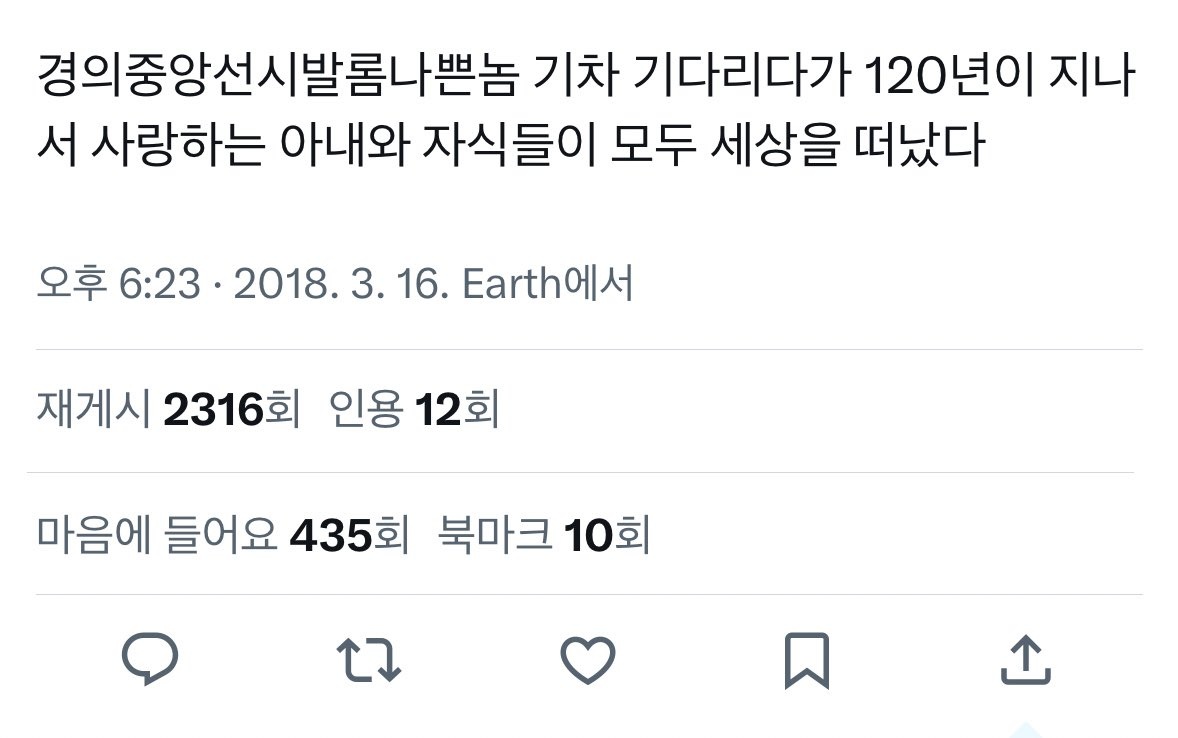 경의중앙선시발롬나쁜놈 기차 기다리다가 120년이 지나
서 사랑하는 아내와 자식들이 모두 세상을 떠났다
오후 6:23 · 2018. 3. 16. Earth에서
재게시 2316회 인용 12회
마음에 들어요 435회 북마크 10회